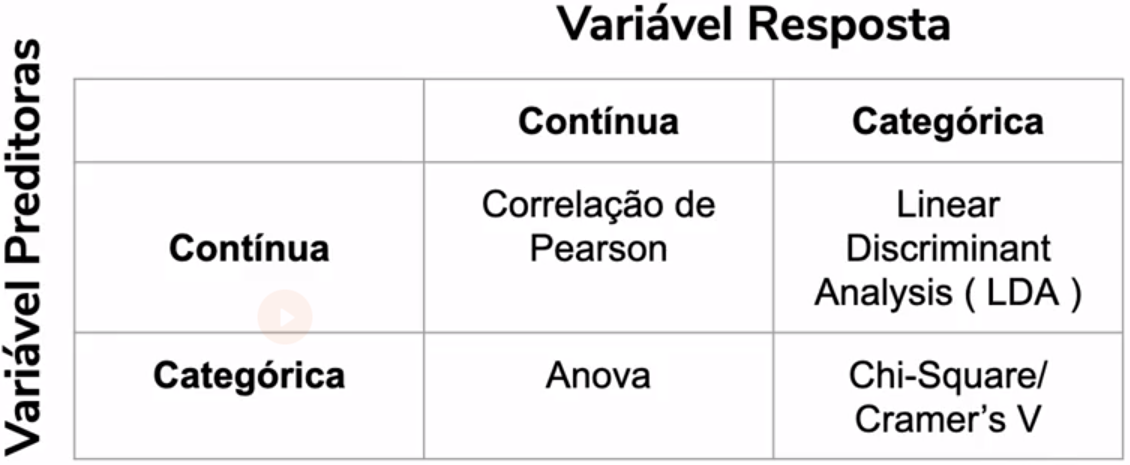 Variável Resposta
Variável Preditoras
Contínua
Categórica
Contínua
Correlação de
Pearson
Linear
Discriminant
Analysis ( LDA )
Categórica
Anova
Chi-Square/
Cramer's V